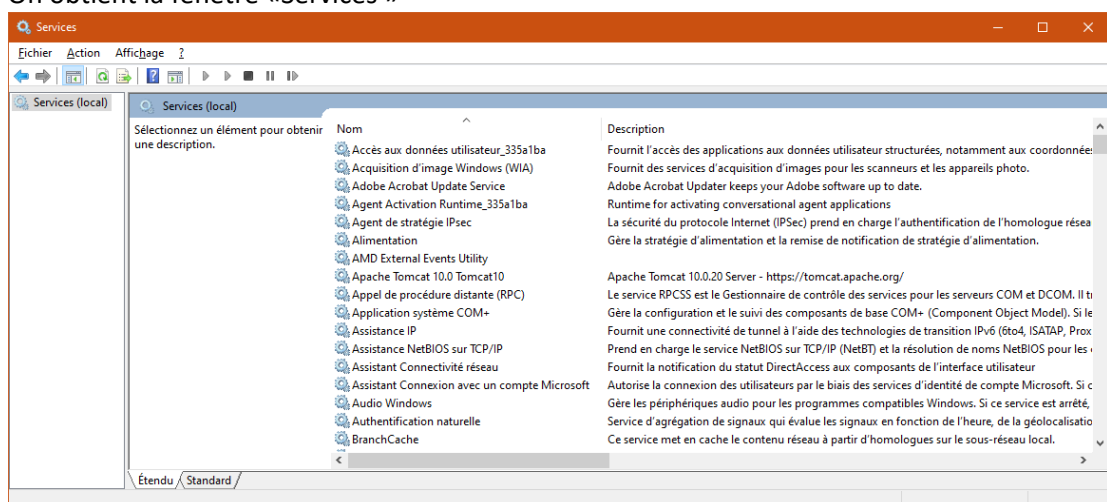 On obtient la fenêtre «Services »
Services
Fichier Action Affichage ?
Services (local)
Services (local)
Sélectionnez un élément pour obtenir
une description.
Nom Description
Accès aux données utilisateur_335a1ba Fournit l'accès des applications aux données utilisateur structurées, notamment aux coordonnée
Acquisition d'image Windows (WIA) Fournit des services d'acquisition d'images pour les scanneurs et les appareils photo.
Adobe Acrobat Update Service Adobe Acrobat Updater keeps your Adobe software up to date.
Agent Activation Runtime_335a1ba Runtime for activating conversational agent applications
Agent de stratégie IPsec La sécurité du protocole Internet (IPSec) prend en charge l'authentification de l'homologue résea
Alimentation Gère la stratégie d'alimentation et la remise de notification de stratégie d'alimentation.
AMD External Events Utility
Apache Tomcat 10.0 Tomcat10 Apache Tomcat 10.0.20 Server - https://tomcat.apache.org/
Appel de procédure distante (RPC) Le service RPCSS est le Gestionnaire de contrôle des services pour les serveurs COM et DCOM. Il
Application système COM+ Gère la configuration et le suivi des composants de base COM+ (Component Object Model). Si le
Assistance IP Fournit une connectivité de tunnel à l'aide des technologies de transition IPv6 (6to4, ISATAP, Prox
Assistance NetBIOS sur TCP/IP Prend en charge le service NetBIOS sur TCP/IP (NetBT) et la résolution de noms NetBIOS pour les
Assistant Connectivité réseau Fournit la notification du statut DirectAccess aux composants de l'interface utilisateur
Assistant Connexion avec un compte Microsoft Autorise la connexion des utilisateurs par le biais des services d'identité de compte Microsoft. Si c
Audio Windows Gère les périphériques audio pour les programmes compatibles Windows. Si ce service est arrêté,
Authentification naturelle Service d'agrégation de signaux qui évalue les signaux en fonction de l'heure, de la géolocalisatio
BranchCache Ce service met en cache le contenu réseau à partir d'homologues sur le sous-réseau local.
Étendu Standard